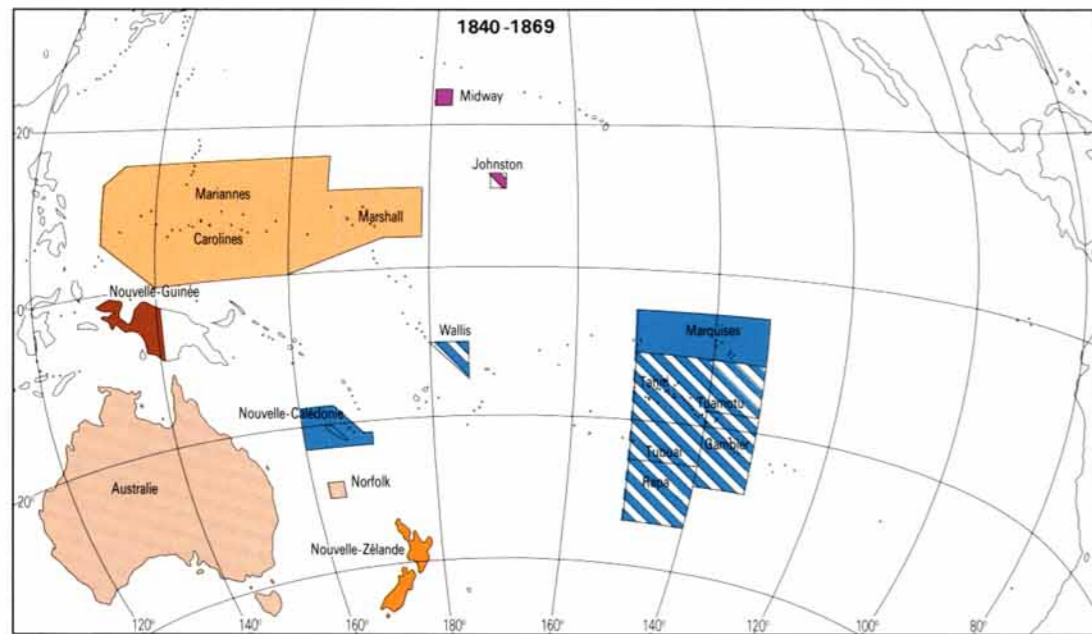 1840-1869
Midway
20°
Johnston
Mariannes
Marshall
Carolines
Nouvelle-Guinée
0°
Wallis
Marquises
Tahiti
Tuamotu
Nouvelle-Calédonie
Gambier
Tubuai
Norfolk
Rapa
Australie
20°
Nouvelle-Zélande
120°
140°
160°
180°
160°
140°
120°
100°
80°